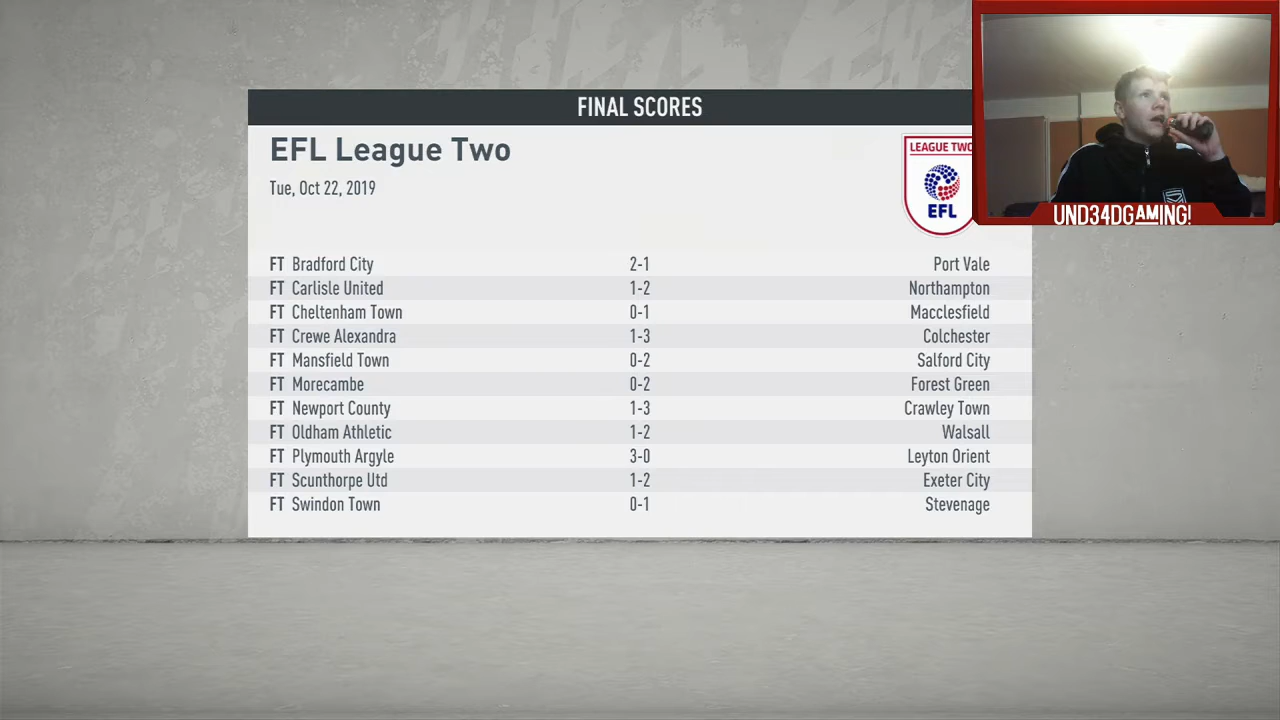 FINAL SCORES
EFL League Two
Tue, Oct 22, 2019
LEAGUE TWO
EFL
UND34DGAMING!
FT Bradford City 2-1 Port Vale
FT Carlisle United 1-2 Northampton
FT Cheltenham Town 0-1 Macclesfield
FT Crewe Alexandra 1-3 Colchester
FT Mansfield Town 0-2 Salford City
FT Morecambe 0-2 Forest Green
FT Newport County 1-3 Crawley Town
FT Oldham Athletic 1-2 Walsall
FT Plymouth Argyle 3-0 Leyton Orient
FT Scunthorpe Utd 1-2 Exeter City
FT Swindon Town 0-1 Stevenage